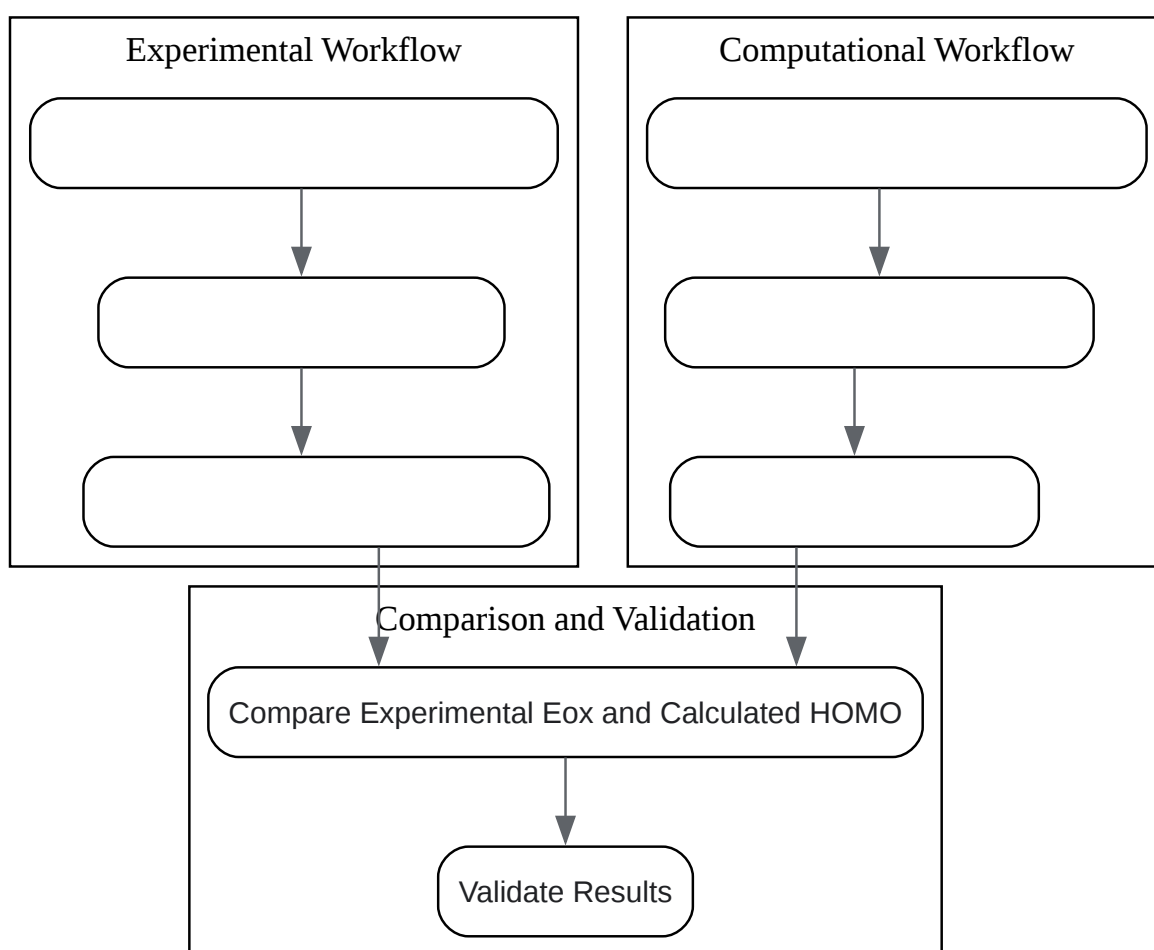 Experimental Workflow
Computational Workflow
Comparison and Validation
Compare Experimental Eox and Calculated HOMO
Validate Results